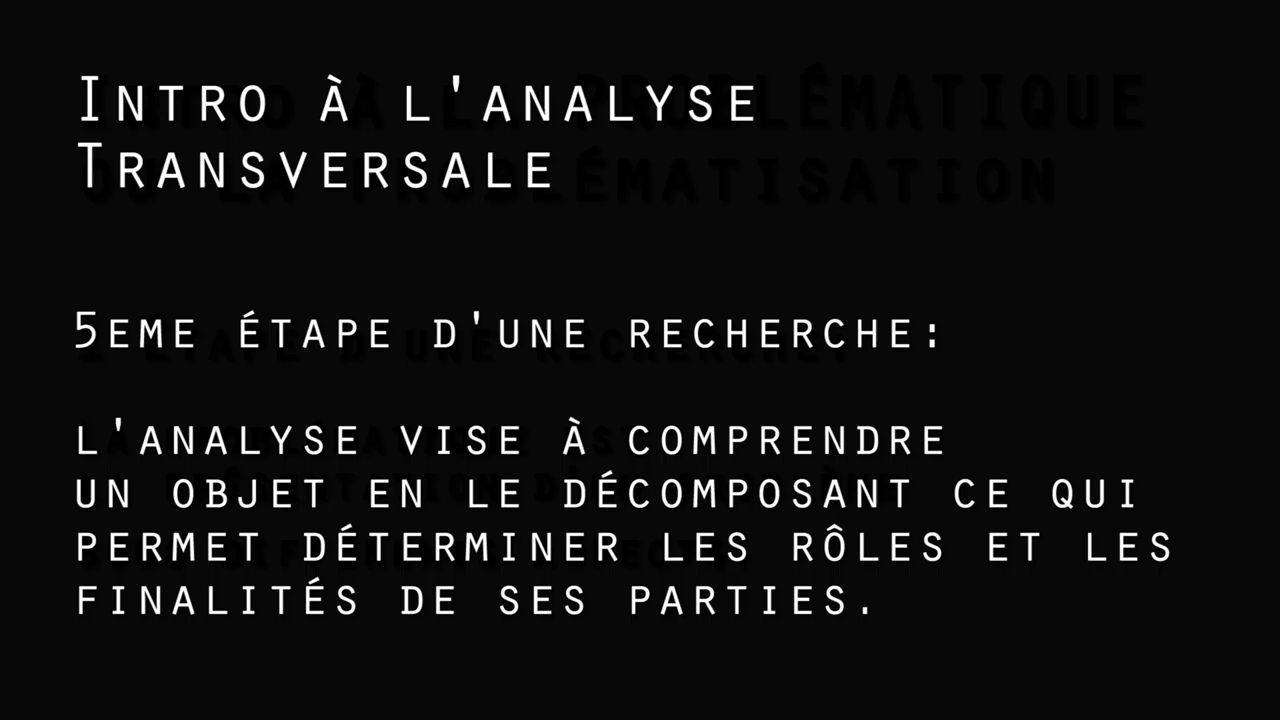 Intro à l'analyse
Transversale
5eme étape d'une recherche:
l'analyse vise à comprendre
un objet en le décomposant ce qui
permet déterminer les rôles et les
finalités de ses parties.